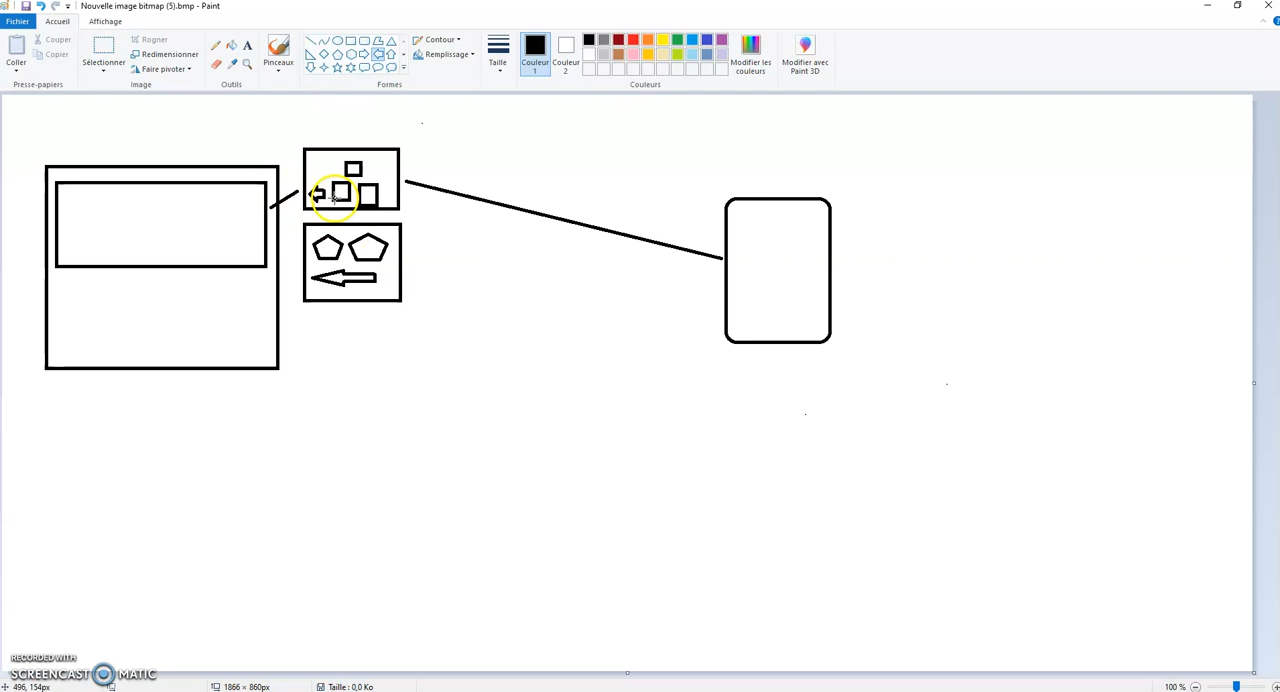 Nouvelle image bitmap (5).bmp - Paint
Fichier Accueil Affichage
Coller
Couper
Copier
Presse-papiers
Sélectionner
Rogner
Redimensionner
Faire pivoter
Image
A
Outils
Pinceaux
Contour
Remplissage
Formes
Taille
Couleur
1
Couleur
2
Modifier les
couleurs
Couleurs
Modifier avec
Paint 3D
RECORDED WITH
SCREENCAST MATIC
496, 154px
1866 × 860px
Taille : 0,0 Ko
100 %